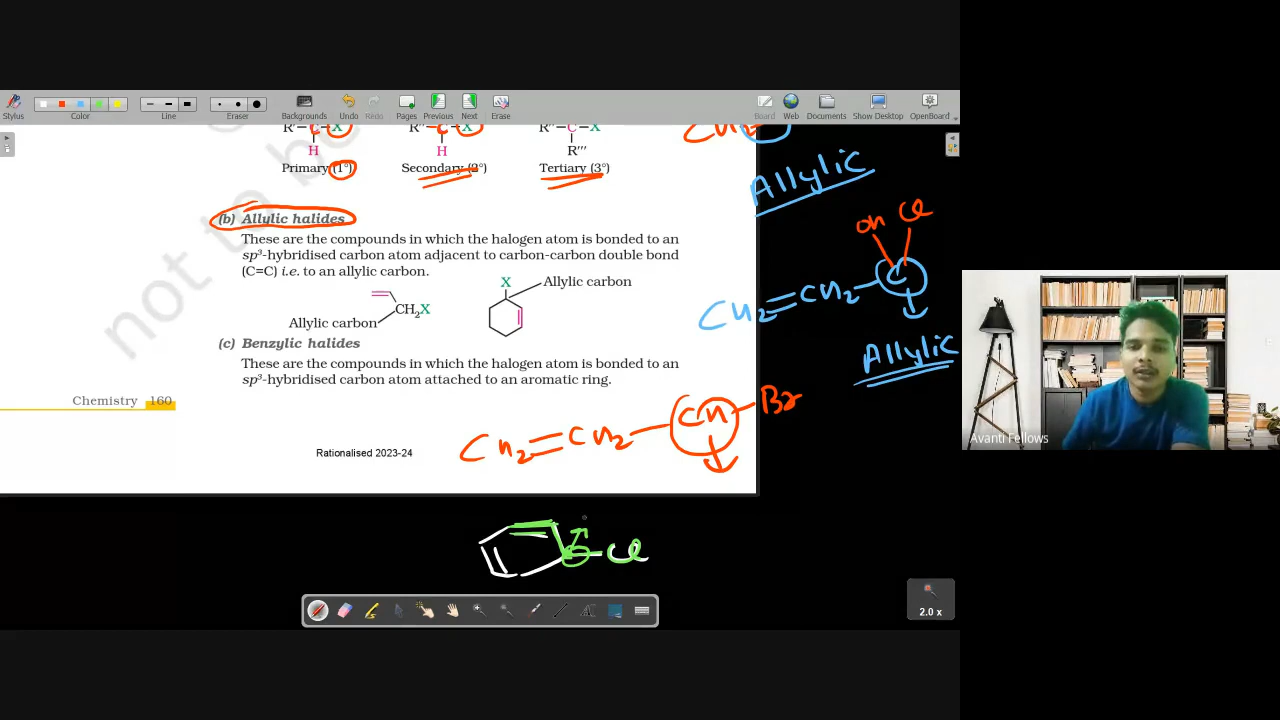 Stylus
Color
Line
Eraser
Backgrounds
Undo
Redo
Pages
Previous
Next
Erase
Board
Web
Documents
Show Desktop
OpenBoard
R'—C—X
R"—C—X
R"—C—X
H
H
R'''
Primary (1°)
Secondary (2°)
Tertiary (3°)
Allylic
(b) Allylic halides
These are the compounds in which the halogen atom is bonded to an
sp³-hybridised carbon atom adjacent to carbon-carbon double bond
(C=C) i.e. to an allylic carbon.
X
Allylic carbon
CH₂X
Allylic carbon
(c) Benzylic halides
These are the compounds in which the halogen atom is bonded to an
sp³-hybridised carbon atom attached to an aromatic ring.
Chemistry 160
Rationalised 2023-24
not to be
OH Cl
CH₂=CH₂—C
Allylic
CH₂=CH₂—CH—Br
Cl
Avanti Fellows
2.0 x